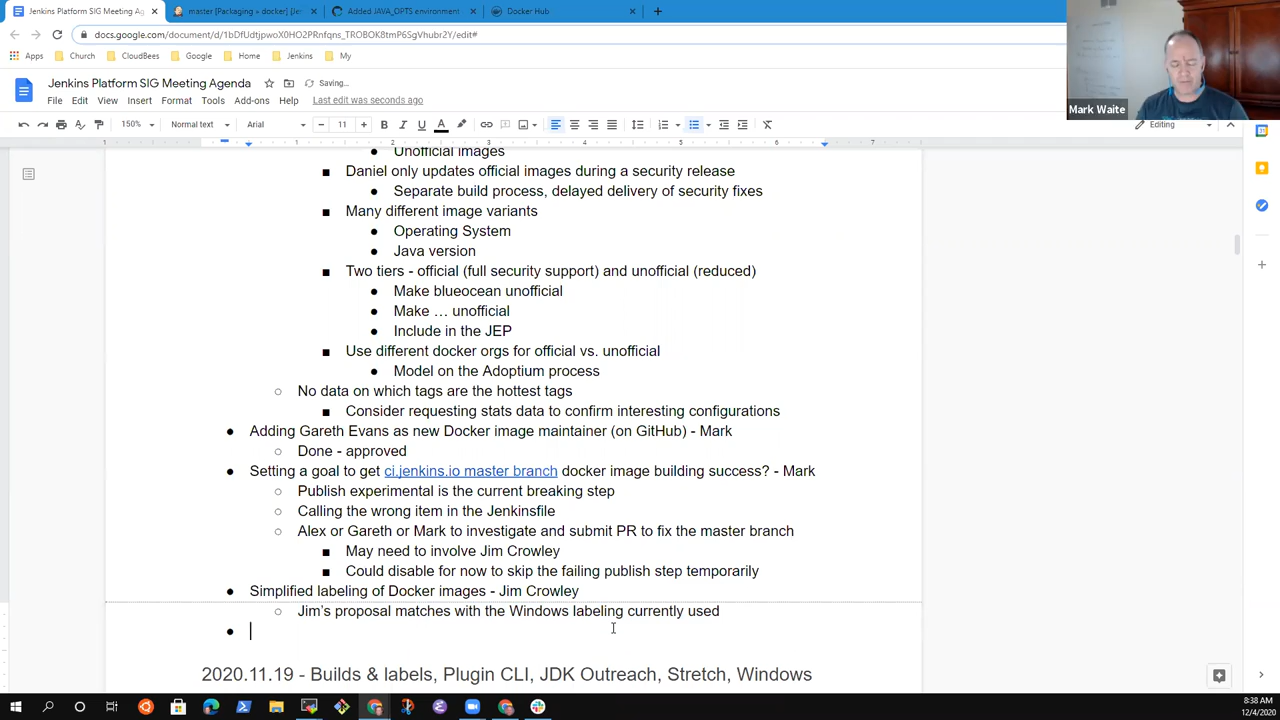 Jenkins Platform SIG Meeting Agenda
master [Packaging » docker] [Jen
Added JAVA_OPTS environment
Docker Hub
docs.google.com/document/d/1bDfUdtjpwoX0HO2PRnfqns_TROBOK8tmP6SgVhubr2Y/edit#
Apps Church CloudBees Google Home Jenkins My
Mark Waite
Jenkins Platform SIG Meeting Agenda Saving...
File Edit View Insert Format Tools Add-ons Help Last edit was seconds ago
150% Normal text Arial 11 Editing
1 1 2 3 4 5 6 7
Unofficial images
Daniel only updates official images during a security release
Separate build process, delayed delivery of security fixes
Many different image variants
Operating System
Java version
Two tiers - official (full security support) and unofficial (reduced)
Make blueocean unofficial
Make … unofficial
Include in the JEP
Use different docker orgs for official vs. unofficial
Model on the Adoptium process
No data on which tags are the hottest tags
Consider requesting stats data to confirm interesting configurations
Adding Gareth Evans as new Docker image maintainer (on GitHub) - Mark
Done - approved
Setting a goal to get ci.jenkins.io master branch docker image building success? - Mark
Publish experimental is the current breaking step
Calling the wrong item in the Jenkinsfile
Alex or Gareth or Mark to investigate and submit PR to fix the master branch
May need to involve Jim Crowley
Could disable for now to skip the failing publish step temporarily
Simplified labeling of Docker images - Jim Crowley
Jim's proposal matches with the Windows labeling currently used
2020.11.19 - Builds & labels, Plugin CLI, JDK Outreach, Stretch, Windows
8:38 AM
12/4/2020